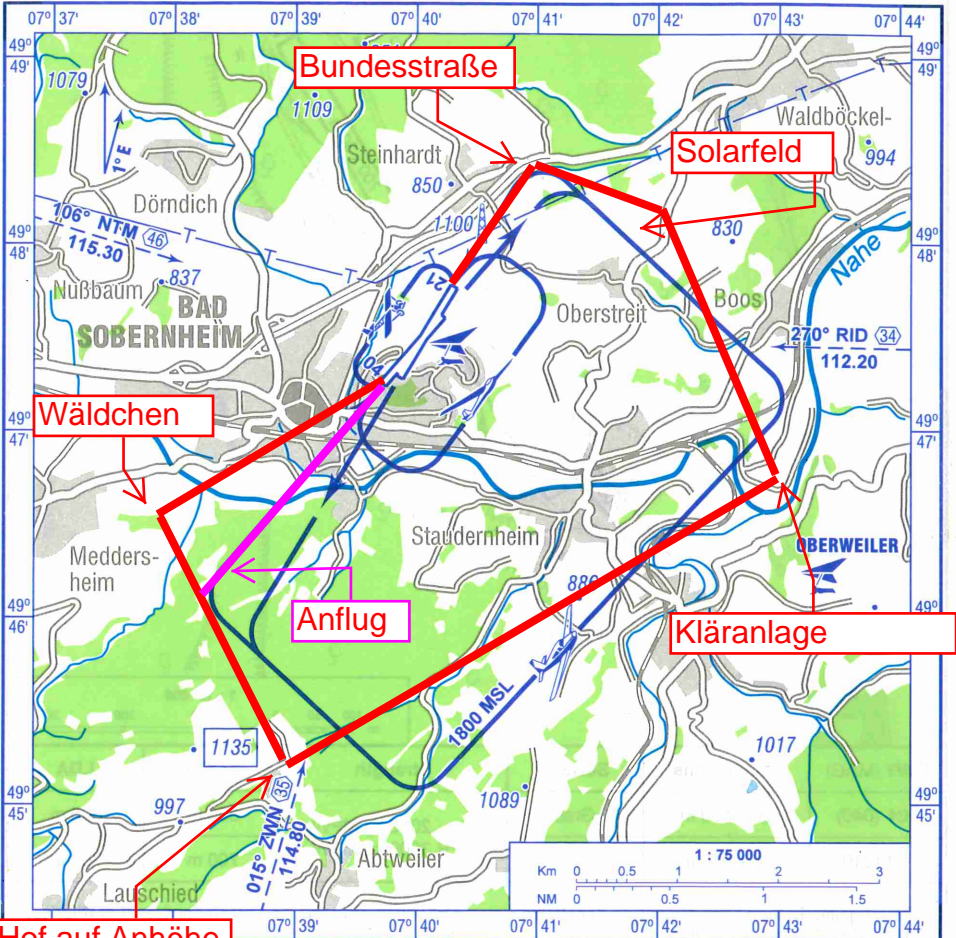 07° 37'
07° 38'
07° 39'
07° 40'
07° 41'
07° 42'
07° 43'
07° 44'
49°
49'
49°
49'
1079
1109
Bundesstraße
Waldböckel-
994
Steinhardt
850
Solarfeld
1° E
Dörndich
106° NTM 46
115.30
1100
830
49°
48'
49°
48'
Nahe
837
Nußbaum
BAD
SOBERNHEIM
21
Oberstreit
Boos
270° RID 34
112.20
04
49°
47'
49°
47'
Wäldchen
Staudernheim
Meddersheim
OBERWEILER
886
49°
46'
49°
46'
Anflug
Kläranlage
1800 MSL
1135
1017
1089
997
49°
45'
49°
45'
015° ZWN 35
114.80
Abtweiler
Lauschied
1 : 75 000
Km 0 0.5 1 2 3
NM 0 0.5 1 1.5
Hof auf Anhöhe
07° 39'
07° 40'
07° 41'
07° 42'
07° 43'
07° 44'